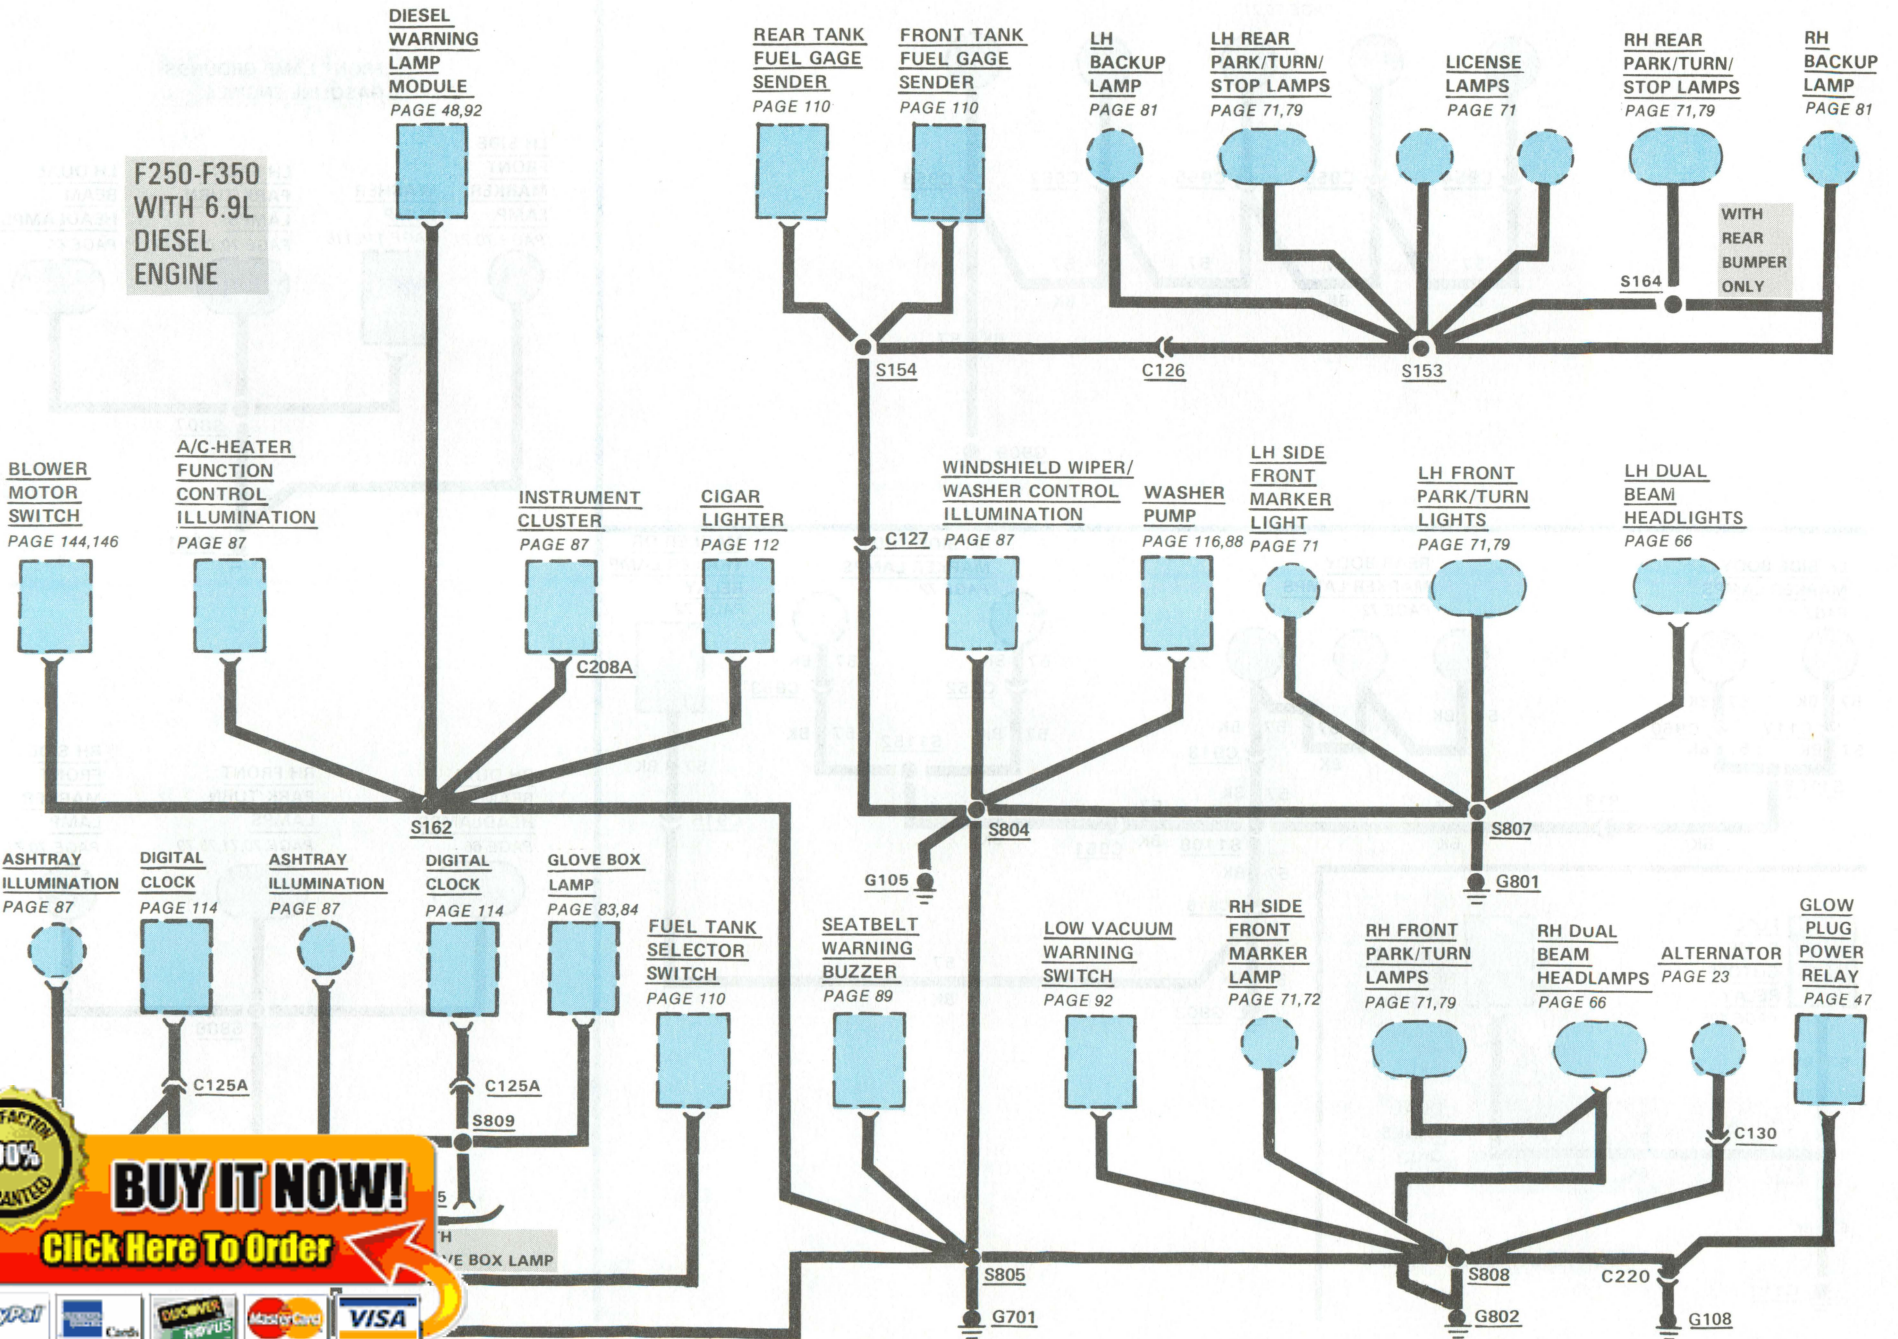 DIESEL
WARNING
LAMP
MODULE
PAGE 48,92
REAR TANK
FUEL GAGE
SENDER
PAGE 110
FRONT TANK
FUEL GAGE
SENDER
PAGE 110
LH
BACKUP
LAMP
PAGE 81
LH REAR
PARK/TURN/
STOP LAMPS
PAGE 71,79
LICENSE
LAMPS
PAGE 71
RH REAR
PARK/TURN/
STOP LAMPS
PAGE 71,79
RH
BACKUP
LAMP
PAGE 81
F250-F350
WITH 6.9L
DIESEL
ENGINE
WITH
REAR
BUMPER
ONLY
S164
S154
C126
S153
BLOWER
MOTOR
SWITCH
PAGE 144,146
A/C-HEATER
FUNCTION
CONTROL
ILLUMINATION
PAGE 87
INSTRUMENT
CLUSTER
PAGE 87
CIGAR
LIGHTER
PAGE 112
C127
WINDSHIELD WIPER/
WASHER CONTROL
ILLUMINATION
PAGE 87
WASHER
PUMP
PAGE 116,88
LH SIDE
FRONT
MARKER
LIGHT
PAGE 71
LH FRONT
PARK/TURN
LIGHTS
PAGE 71,79
LH DUAL
BEAM
HEADLIGHTS
PAGE 66
C208A
S162
S804
S807
G105
G801
ASHTRAY
ILLUMINATION
PAGE 87
DIGITAL
CLOCK
PAGE 114
ASHTRAY
ILLUMINATION
PAGE 87
DIGITAL
CLOCK
PAGE 114
GLOVE BOX
LAMP
PAGE 83,84
FUEL TANK
SELECTOR
SWITCH
PAGE 110
SEATBELT
WARNING
BUZZER
PAGE 89
LOW VACUUM
WARNING
SWITCH
PAGE 92
RH SIDE
FRONT
MARKER
LAMP
PAGE 71,72
RH FRONT
PARK/TURN
LAMPS
PAGE 71,79
RH DUAL
BEAM
HEADLAMPS
PAGE 66
ALTERNATOR
PAGE 23
GLOW
PLUG
POWER
RELAY
PAGE 47
C125A
C125A
S809
C130
BUY IT NOW!
Click Here To Order
VE BOX LAMP
S805
S808
C220
G701
G802
G108
DISCOVER
NOVUS
Cards
MasterCard
VISA